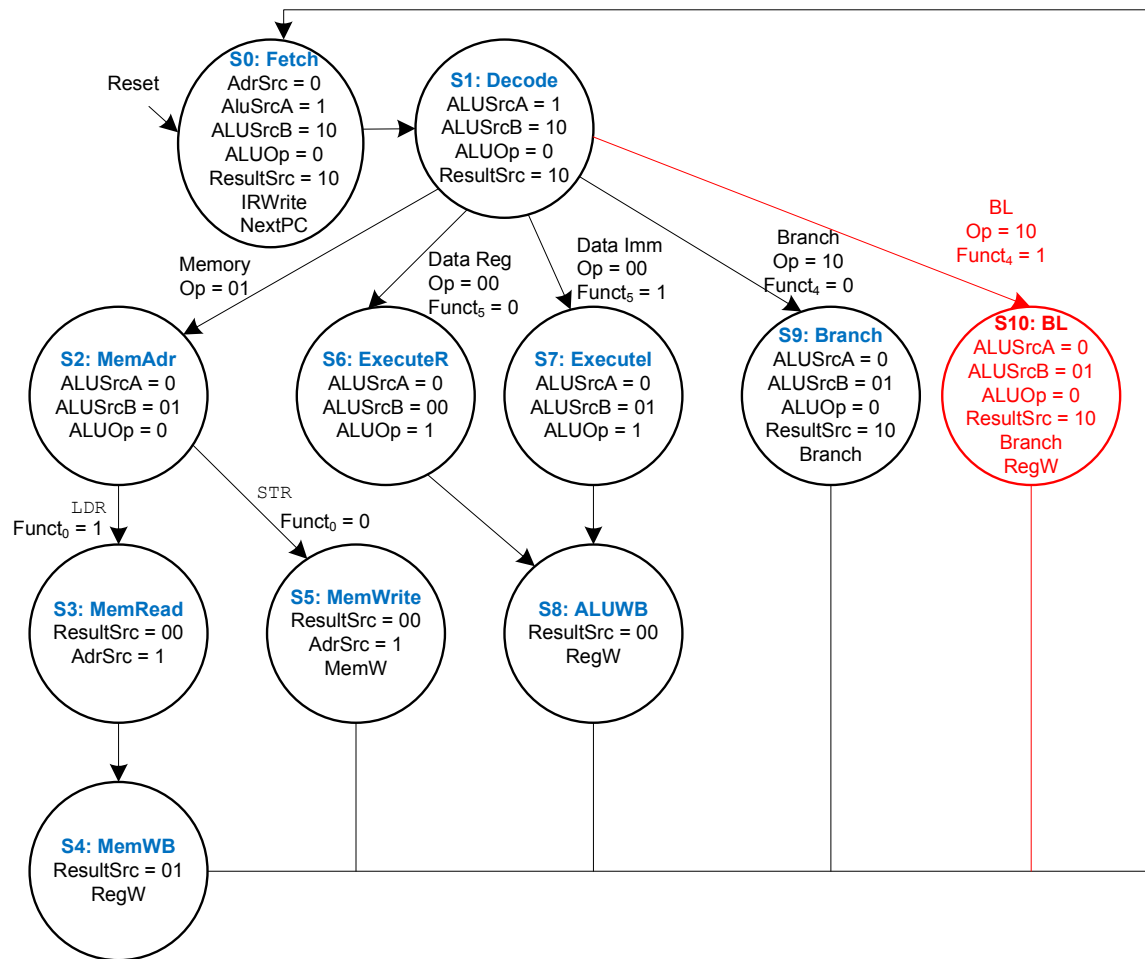 Reset
S0: Fetch
AdrSrc = 0
AluSrcA = 1
ALUSrcB = 10
ALUOp = 0
ResultSrc = 10
IRWrite
NextPC
S1: Decode
ALUSrcA = 1
ALUSrcB = 10
ALUOp = 0
ResultSrc = 10
Memory
Op = 01
Data Reg
Op = 00
Funct₅ = 0
Data Imm
Op = 00
Funct₅ = 1
Branch
Op = 10
Funct₄ = 0
BL
Op = 10
Funct₄ = 1
S2: MemAdr
ALUSrcA = 0
ALUSrcB = 01
ALUOp = 0
S6: ExecuteR
ALUSrcA = 0
ALUSrcB = 00
ALUOp = 1
S7: ExecuteI
ALUSrcA = 0
ALUSrcB = 01
ALUOp = 1
S9: Branch
ALUSrcA = 0
ALUSrcB = 01
ALUOp = 0
ResultSrc = 10
Branch
S10: BL
ALUSrcA = 0
ALUSrcB = 01
ALUOp = 0
ResultSrc = 10
Branch
RegW
LDR
Funct₀ = 1
STR
Funct₀ = 0
S3: MemRead
ResultSrc = 00
AdrSrc = 1
S5: MemWrite
ResultSrc = 00
AdrSrc = 1
MemW
S8: ALUWB
ResultSrc = 00
RegW
S4: MemWB
ResultSrc = 01
RegW